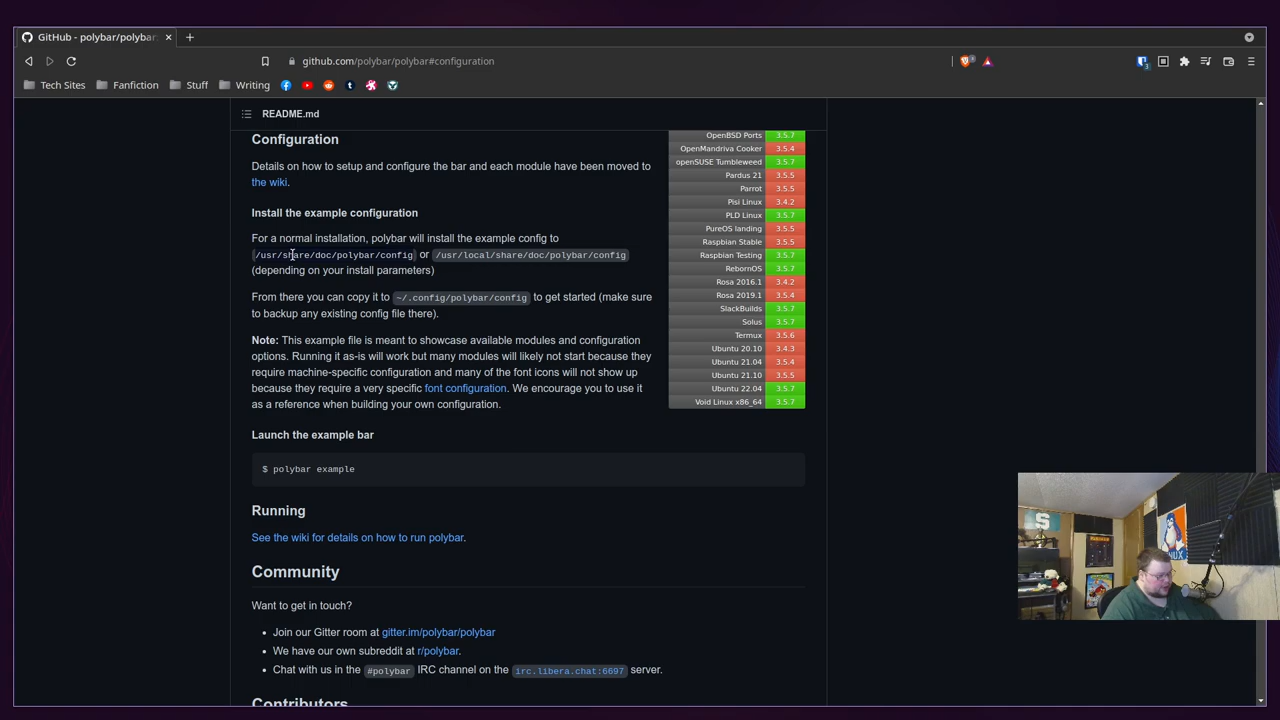 GitHub - polybar/polybar:
github.com/polybar/polybar#configuration
Tech Sites
Fanfiction
Stuff
Writing
README.md
Configuration
Details on how to setup and configure the bar and each module have been moved to
the wiki.
Install the example configuration
For a normal installation, polybar will install the example config to
/usr/share/doc/polybar/config or /usr/local/share/doc/polybar/config
(depending on your install parameters)
From there you can copy it to ~/.config/polybar/config to get started (make sure
to backup any existing config file there).
Note: This example file is meant to showcase available modules and configuration
options. Running it as-is will work but many modules will likely not start because they
require machine-specific configuration and many of the font icons will not show up
because they require a very specific font configuration. We encourage you to use it
as a reference when building your own configuration.
OpenBSD Ports 3.5.7
OpenMandriva Cooker 3.5.4
openSUSE Tumbleweed 3.5.7
Pardus 21 3.5.5
Parrot 3.5.5
Pisi Linux 3.4.2
PLD Linux 3.5.7
PureOS landing 3.5.5
Raspbian Stable 3.5.5
Raspbian Testing 3.5.7
RebornOS 3.5.7
Rosa 2016.1 3.4.2
Rosa 2019.1 3.5.4
SlackBuilds 3.5.7
Solus 3.5.7
Termux 3.5.6
Ubuntu 20.10 3.4.3
Ubuntu 21.04 3.5.4
Ubuntu 21.10 3.5.5
Ubuntu 22.04 3.5.7
Void Linux x86_64 3.5.7
Launch the example bar
$ polybar example
Running
See the wiki for details on how to run polybar.
Community
Want to get in touch?
Join our Gitter room at gitter.im/polybar/polybar
We have our own subreddit at r/polybar.
Chat with us in the #polybar IRC channel on the irc.libera.chat:6697 server.
Contributors
LINUX